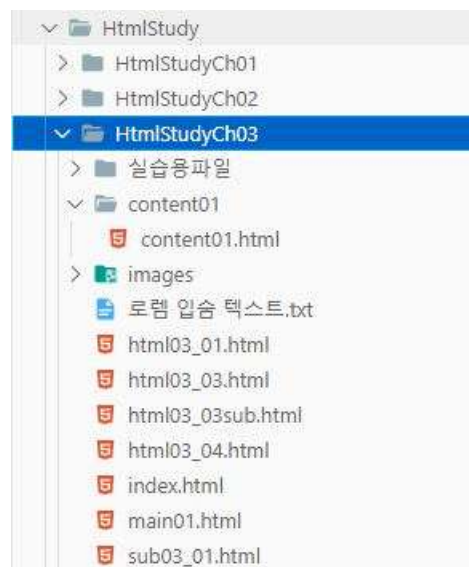 HtmlStudy
HtmlStudyCh01
HtmlStudyCh02
HtmlStudyCh03
실습용파일
content01
content01.html
images
로렘 입숨 텍스트.txt
html03_01.html
html03_03.html
html03_03sub.html
html03_04.html
index.html
main01.html
sub03_01.html